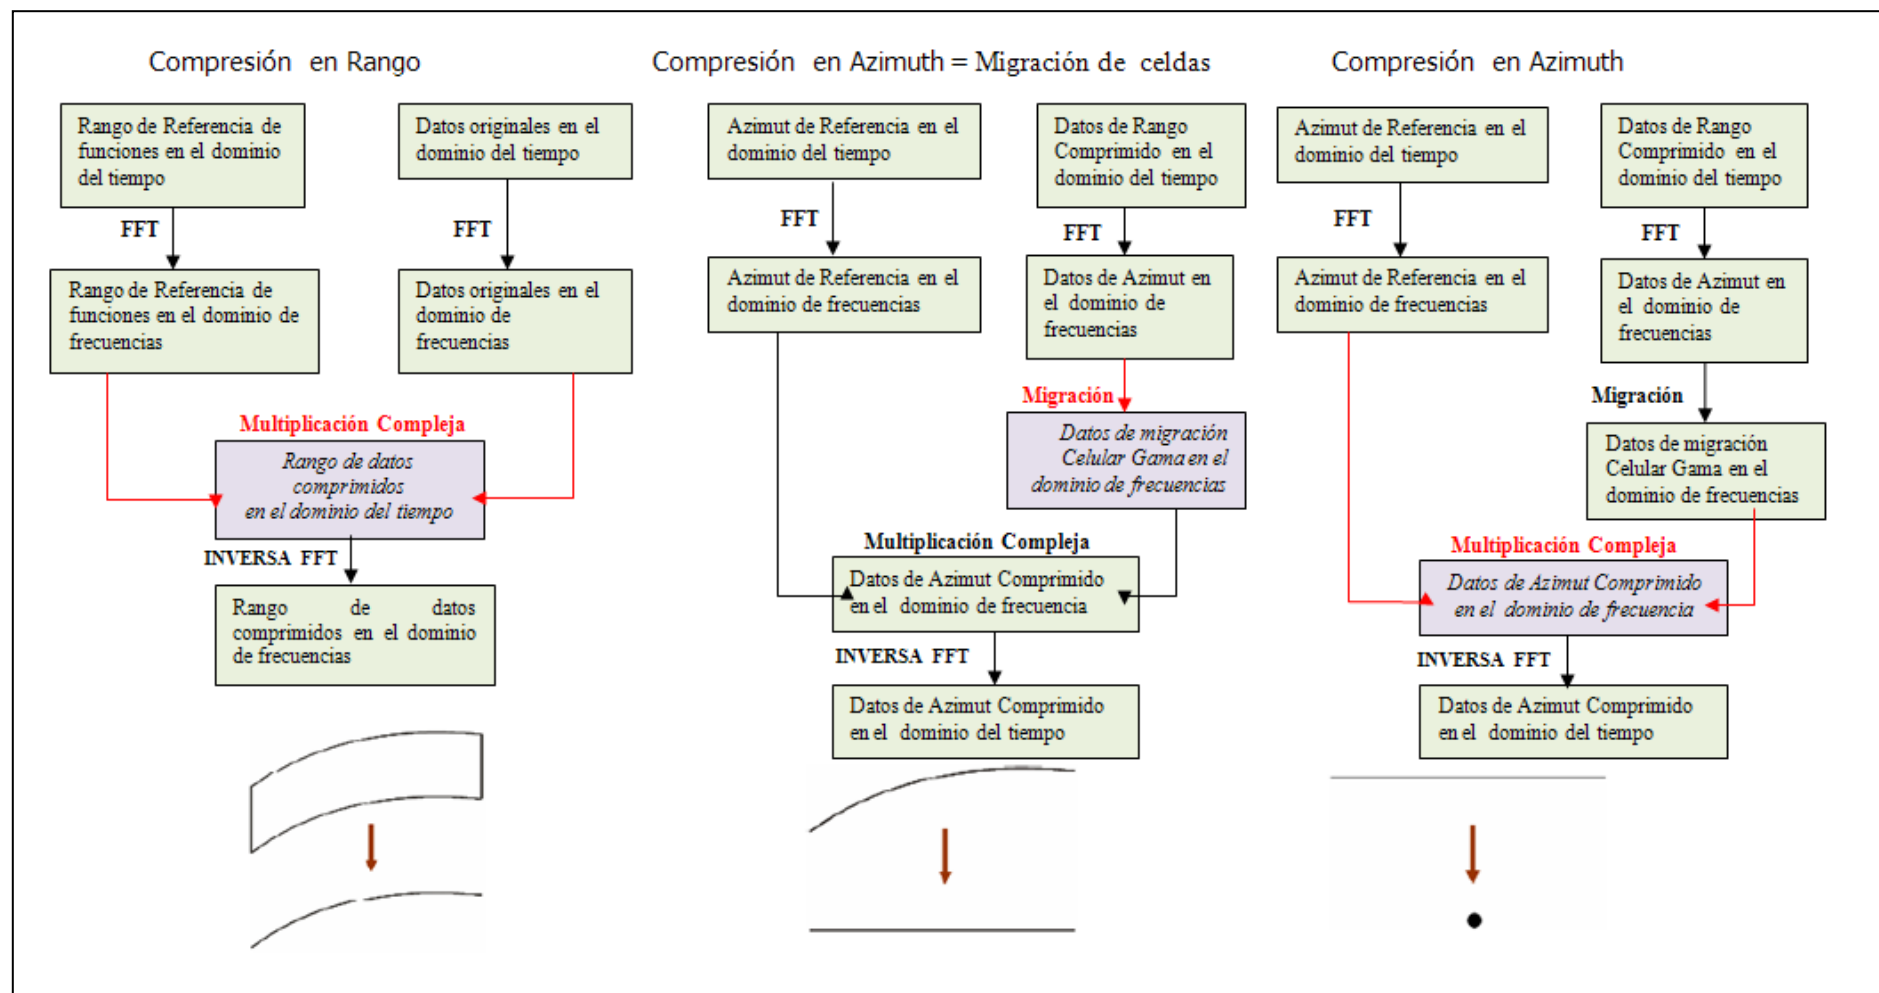 Compresión en Rango
Rango de Referencia de
funciones en el dominio
del tiempo
Datos originales en el
dominio del tiempo
FFT
FFT
Rango de Referencia de
funciones en el dominio de
frecuencias
Datos originales en el
dominio de
frecuencias
Multiplicación Compleja
Rango de datos
comprimidos
en el dominio del tiempo
INVERSA FFT
Rango de datos
comprimidos en el dominio
de frecuencias
Compresión en Azimuth = Migración de celdas
Azimut de Referencia en el
dominio del tiempo
Datos de Rango
Comprimido en el
dominio del tiempo
FFT
FFT
Azimut de Referencia en el
dominio de frecuencias
Datos de Azimut en
el dominio de
frecuencias
Migración
Datos de migración
Celular Gama en el
dominio de frecuencias
Multiplicación Compleja
Datos de Azimut Comprimido
en el dominio de frecuencia
INVERSA FFT
Datos de Azimut Comprimido
en el dominio del tiempo
Compresión en Azimuth
Azimut de Referencia en el
dominio del tiempo
Datos de Rango
Comprimido en el
dominio del tiempo
FFT
FFT
Azimut de Referencia en el
dominio de frecuencias
Datos de Azimut en
el dominio de
frecuencias
Migración
Datos de migración
Celular Gama en el
dominio de frecuencias
Multiplicación Compleja
Datos de Azimut Comprimido
en el dominio de frecuencia
INVERSA FFT
Datos de Azimut Comprimido
en el dominio del tiempo